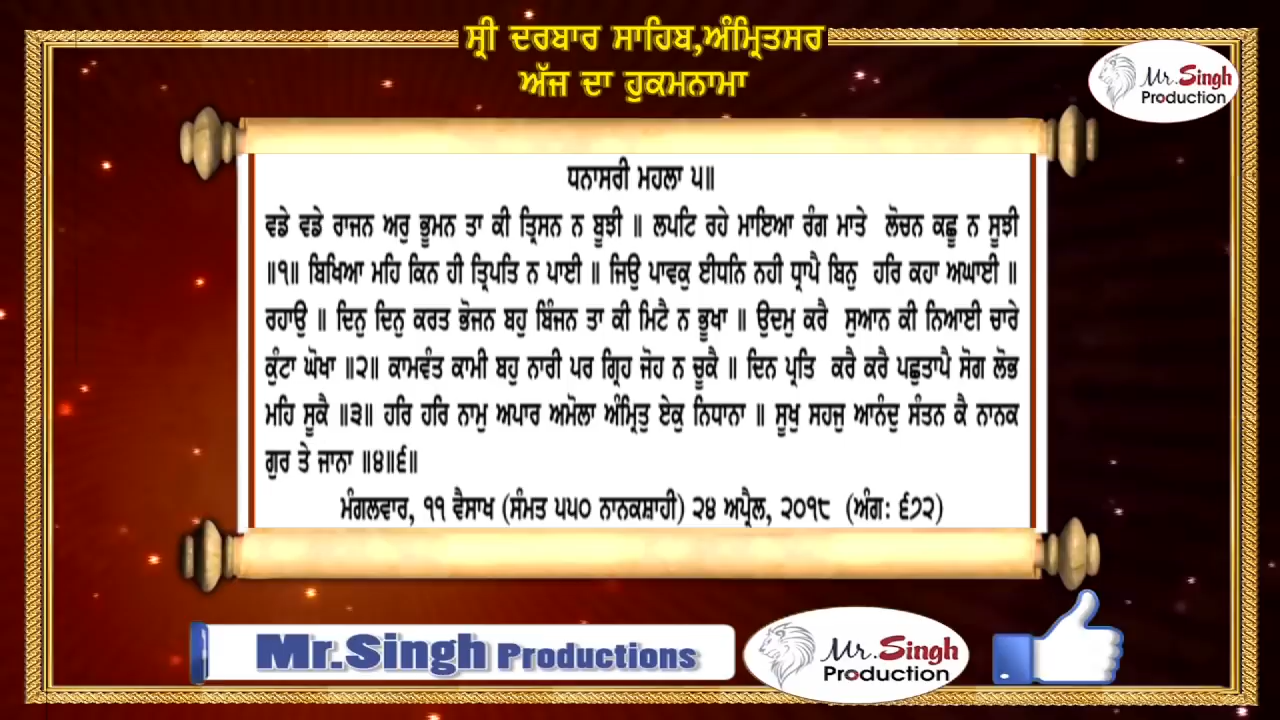 ਸ੍ਰੀ ਦਰਬਾਰ ਸਾਹਿਬ,ਅੰਮ੍ਰਿਤਸਰ
ਅੱਜ ਦਾ ਹੁਕਮਨਾਮਾ
Mr.Singh
Production
ਧਨਾਸਰੀ ਮਹਲਾ ੫॥
ਵਡੇ ਵਡੇ ਰਾਜਨ ਅਰੁ ਭੂਮਨ ਤਾ ਕੀ ਤ੍ਰਿਸਨ ਨ ਬੂਝੀ ॥ ਲਪਟਿ ਰਹੇ ਮਾਇਆ ਰੰਗ ਮਾਤੇ ਲੋਚਨ ਕਛੂ ਨ ਸੂਝੀ
॥੧॥ ਬਿਖਿਆ ਮਹਿ ਕਿਨ ਹੀ ਤ੍ਰਿਪਤਿ ਨ ਪਾਈ ॥ ਜਿਉ ਪਾਵਕੁ ਈਧਨਿ ਨਹੀ ਧ੍ਰਾਪੈ ਬਿਨੁ ਹਰਿ ਕਹਾ ਅਘਾਈ ॥
ਰਹਾਉ ॥ ਦਿਨੁ ਦਿਨੁ ਕਰਤ ਭੋਜਨ ਬਹੁ ਬਿੰਜਨ ਤਾ ਕੀ ਮਿਟੈ ਨ ਭੂਖਾ ॥ ਉਦਮੁ ਕਰੈ ਸੁਆਨ ਕੀ ਨਿਆਈ ਚਾਰੇ
ਕੁੰਟਾ ਘੋਖਾ ॥੨॥ ਕਾਮਵੰਤ ਕਾਮੀ ਬਹੁ ਨਾਰੀ ਪਰ ਗ੍ਰਿਹ ਜੋਹ ਨ ਚੂਕੈ ॥ ਦਿਨ ਪ੍ਰਤਿ ਕਰੈ ਕਰੈ ਪਛੁਤਾਪੈ ਸੋਗ ਲੋਭ
ਮਹਿ ਸੂਕੈ ॥੩॥ ਹਰਿ ਹਰਿ ਨਾਮੁ ਅਪਾਰ ਅਮੋਲਾ ਅੰਮ੍ਰਿਤੁ ਏਕੁ ਨਿਧਾਨਾ ॥ ਸੂਖੁ ਸਹਜੁ ਆਨੰਦੁ ਸੰਤਨ ਕੈ ਨਾਨਕ
ਗੁਰ ਤੇ ਜਾਨਾ ॥੪॥੬॥
ਮੰਗਲਵਾਰ, ੧੧ ਵੈਸਾਖ (ਸੰਮਤ ੫੫੦ ਨਾਨਕਸ਼ਾਹੀ) ੨੪ ਅਪ੍ਰੈਲ, ੨੦੧੮ (ਅੰਗ: ੬੭੨)
Mr.Singh Productions
Mr.Singh
Production